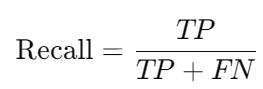 Recall = TP / TP + FN